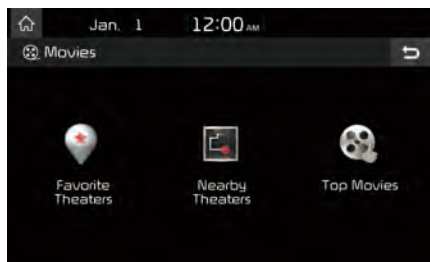 Jan. 1 12:00 AM
Movies
Favorite
Theaters
Nearby
Theaters
Top Movies